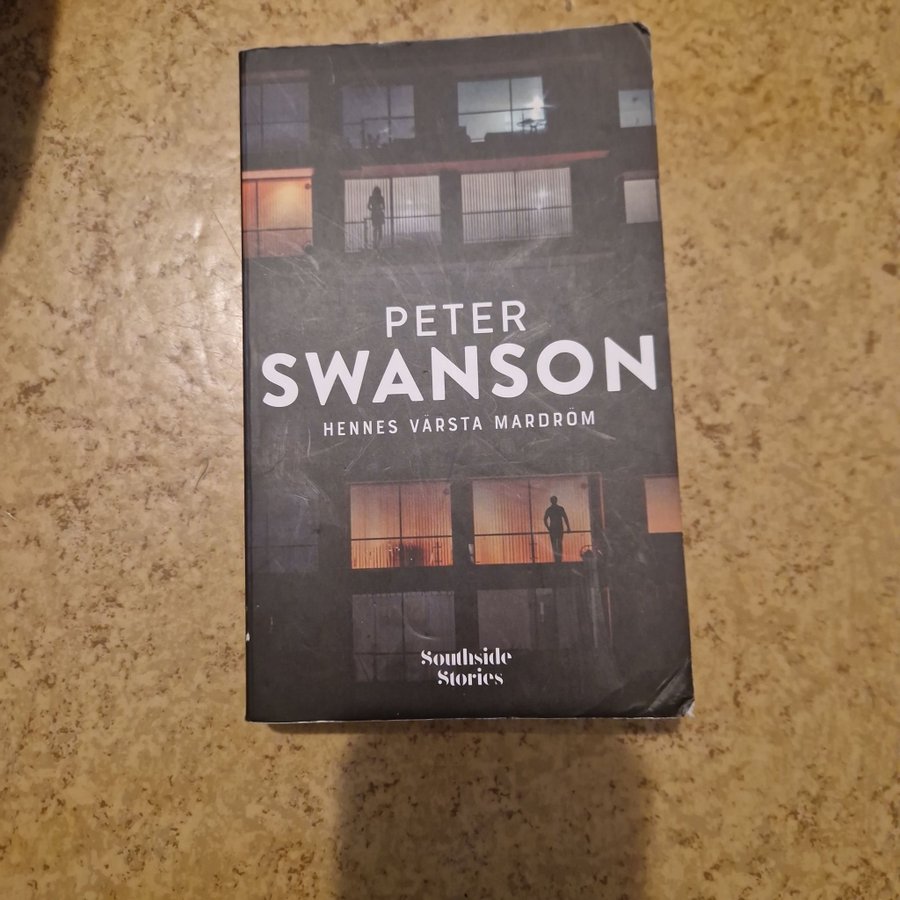 PETER
SWANSON
HENNES VÄRSTA MARDRÖM
Southside
Stories